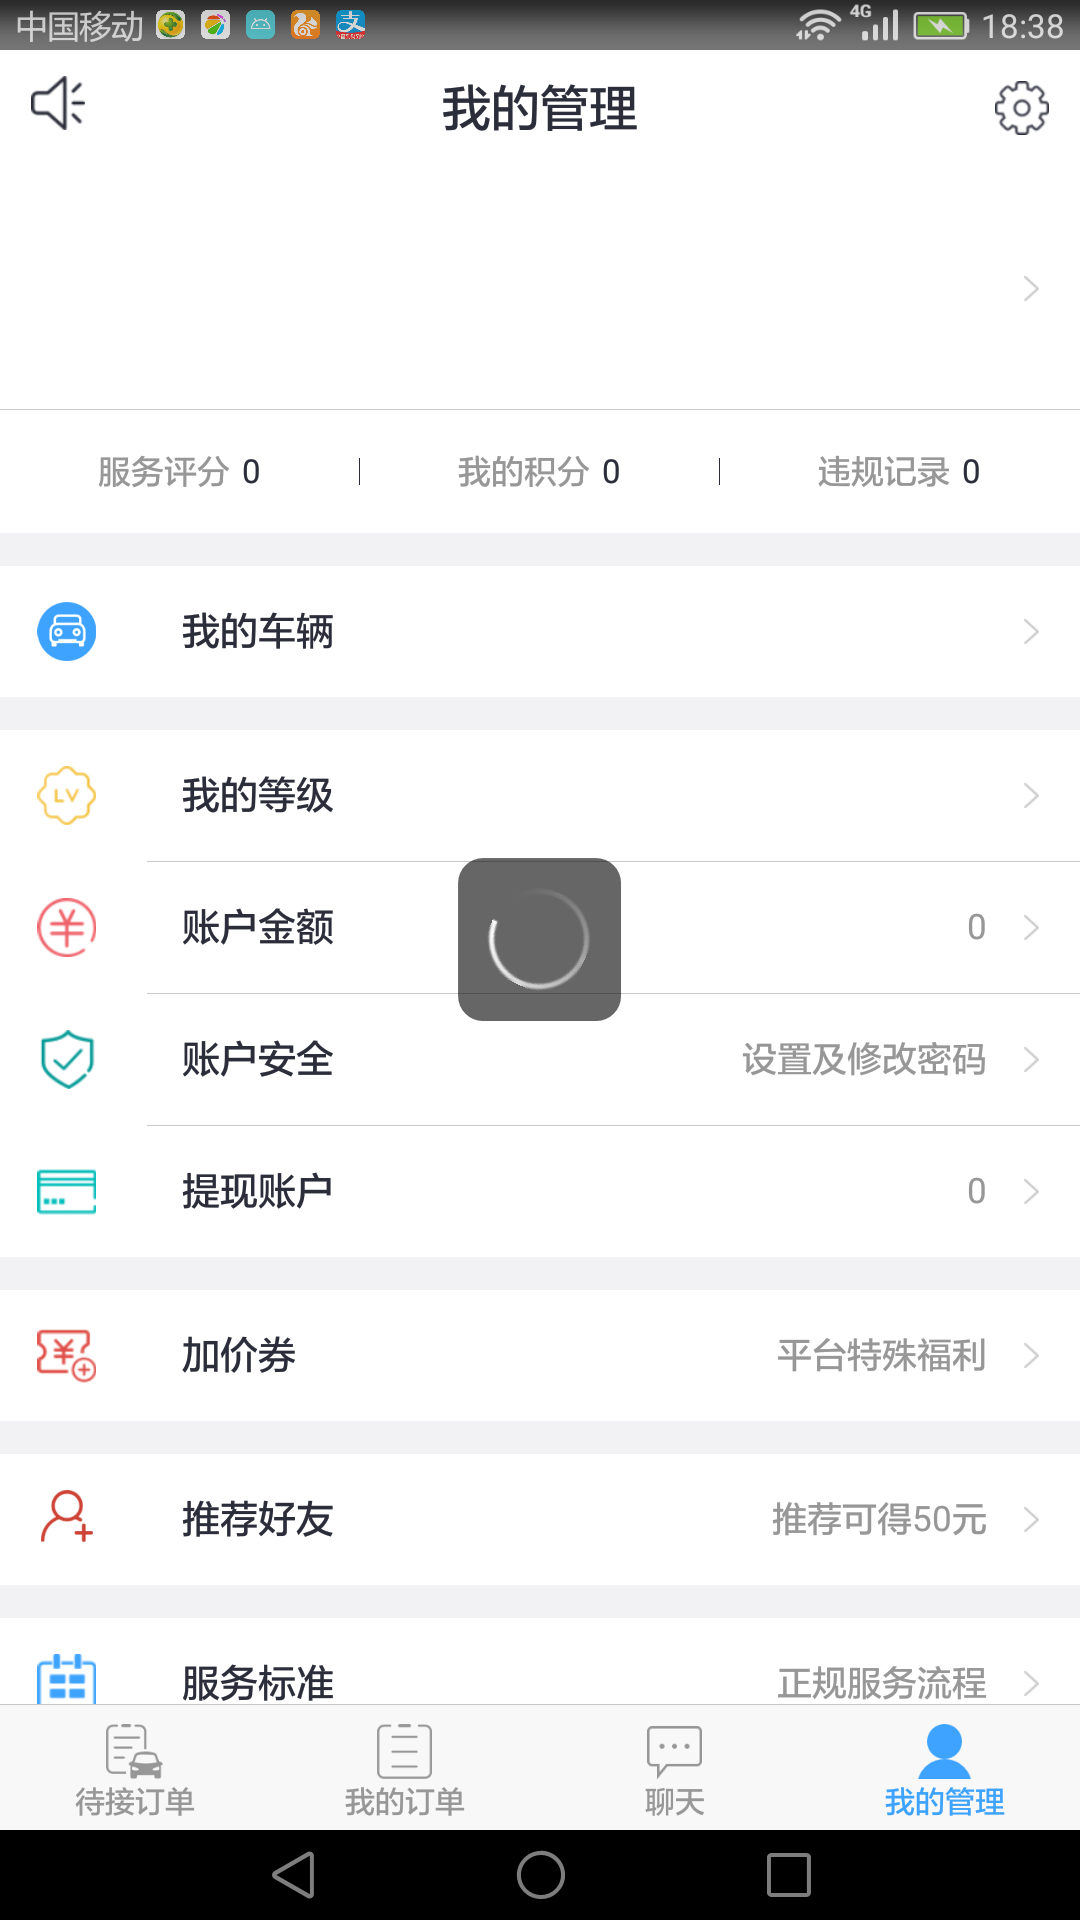 中国移动 4G 18:38
我的管理
服务评分 0 我的积分 0 违规记录 0
我的车辆
LV 我的等级
账户金额 0
账户安全 设置及修改密码
提现账户 0
加价券 平台特殊福利
推荐好友 推荐可得50元
服务标准 正规服务流程
待接订单 我的订单 聊天 我的管理